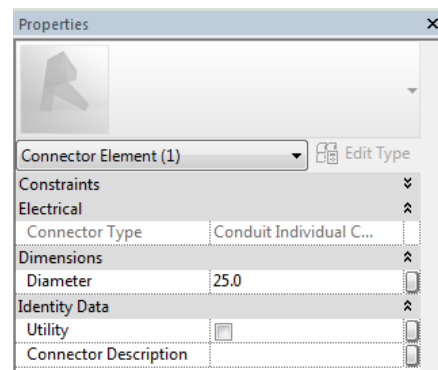 Properties
Connector Element (1)
Edit Type
Constraints
Electrical
Connector Type Conduit Individual C...
Dimensions
Diameter 25.0
Identity Data
Utility
Connector Description